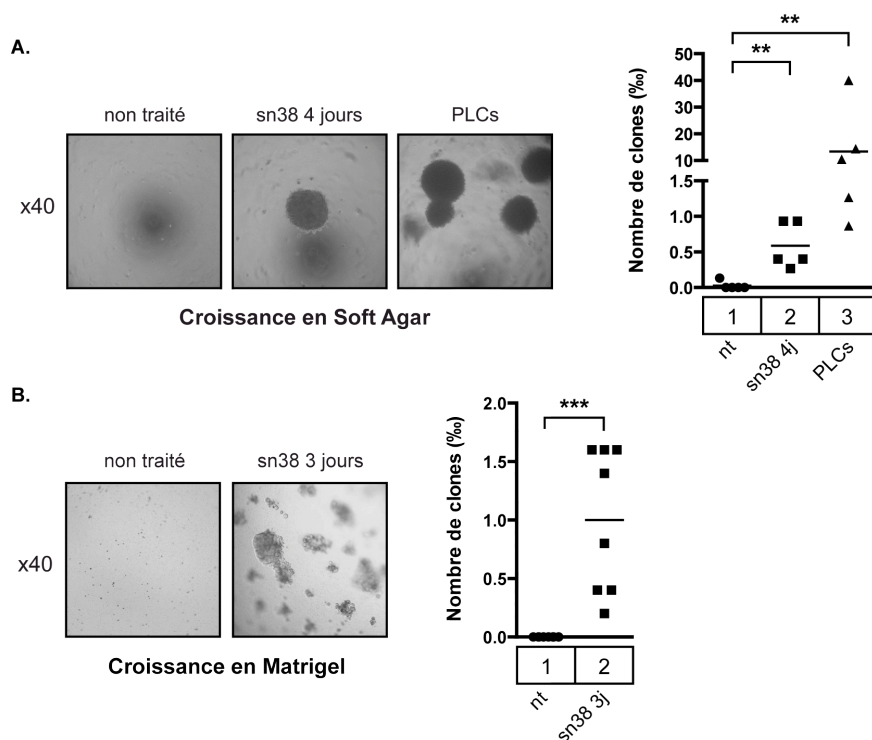 A.
non traité
sn38 4 jours
PLCs
x40
Croissance en Soft Agar
Nombre de clones (‰)
50
40
30
20
10
1.5
1.0
0.5
0.0
**
**
1
2
3
nt
sn38 4j
PLCs
B.
non traité
sn38 3 jours
x40
Croissance en Matrigel
Nombre de clones (‰)
2.0
1.5
1.0
0.5
0.0
***
1
2
nt
sn38 3j